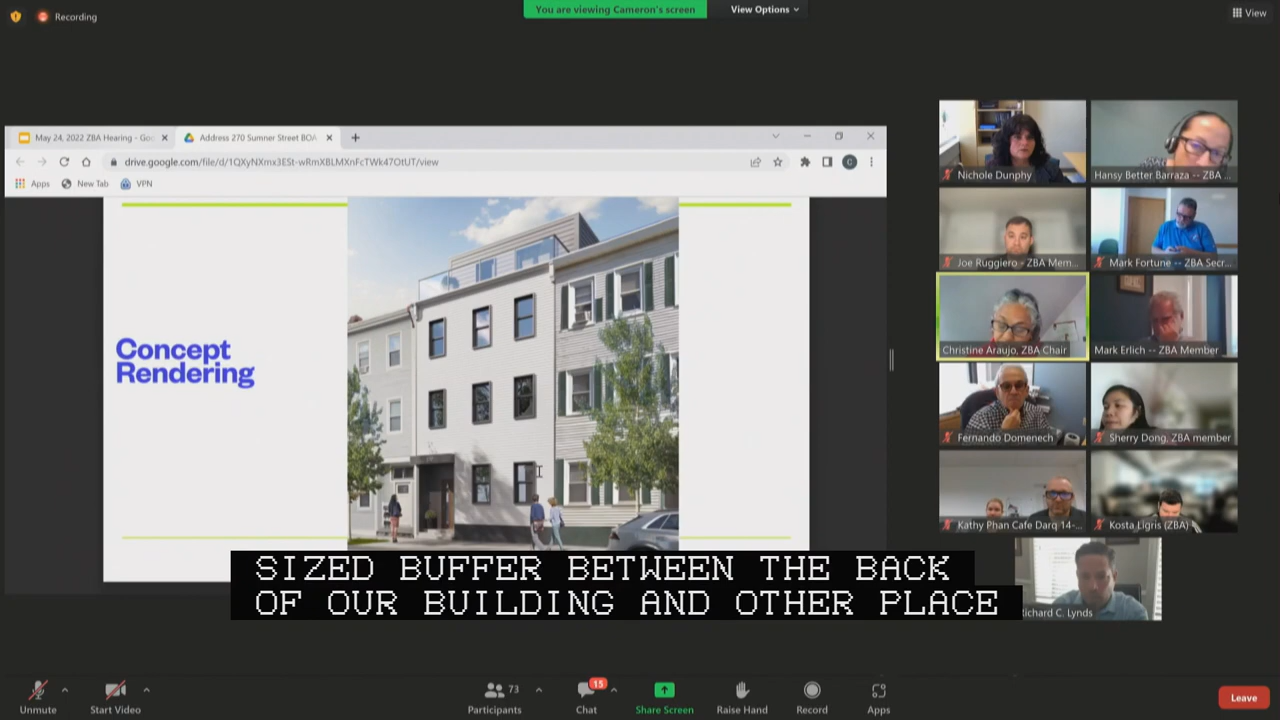 Recording
You are viewing Cameron's screen
View Options
View
May 24, 2022 ZBA Hearing - Goo
Address 270 Sumner Street BOA
drive.google.com/file/d/1QXyNXmx3ESt-wRmXBLMXnFcTWk47OtUT/view
C
Apps
New Tab
VPN
Concept
Rendering
Nichole Dunphy
Hansy Better Barraza -- ZBA ...
Joe Ruggiero - ZBA Mem...
Mark Fortune -- ZBA Secr...
Christine Araujo, ZBA Chair
Mark Erlich -- ZBA Member
Fernando Domenech
Sherry Dong, ZBA member
Kathy Phan Cafe Darq 14-...
Kosta Ligris (ZBA)
Richard C. Lynds
SIZED BUFFER BETWEEN THE BACK
OF OUR BUILDING AND OTHER PLACE
Unmute
Start Video
Participants
73
Chat
15
Share Screen
Raise Hand
Record
Apps
Leave